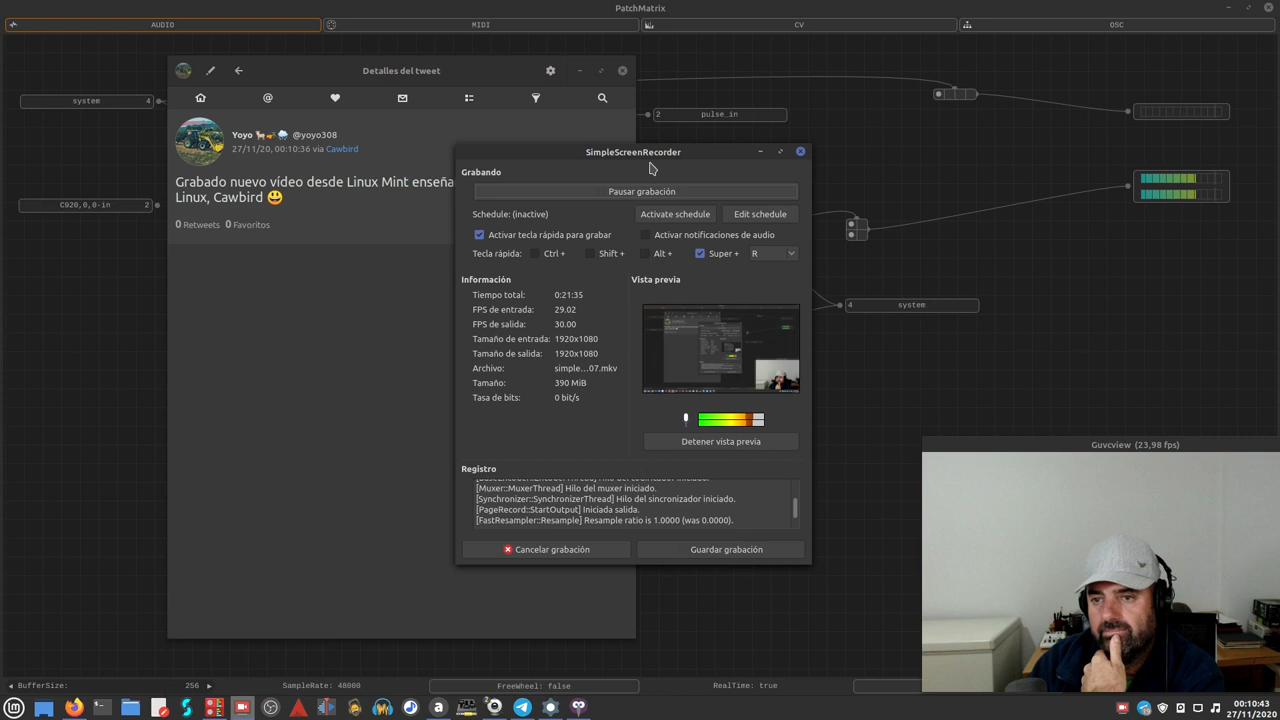 PatchMatrix
AUDIO
MIDI
CV
OSC
Detalles del tweet
system 4
2 pulse_in
Yoyo 🐂🚜🌧 @yoyo308
27/11/20, 00:10:36 via Cawbird
Grabado nuevo vídeo desde Linux Mint enseña
Linux, Cawbird 😃
0 Retweets 0 Favoritos
C920,0,0-in 2
SimpleScreenRecorder
Grabando
Pausar grabación
Schedule: (inactive)
Activate schedule
Edit schedule
Activar tecla rápida para grabar
Activar notificaciones de audio
Tecla rápida: Ctrl + Shift + Alt + Super + R
Información
Tiempo total: 0:21:35
FPS de entrada: 29.02
FPS de salida: 30.00
Tamaño de entrada: 1920x1080
Tamaño de salida: 1920x1080
Archivo: simple...07.mkv
Tamaño: 390 MiB
Tasa de bits: 0 bit/s
Vista previa
Detener vista previa
4 system
Registro
[Muxer::MuxerThread] Hilo del muxer iniciado.
[Synchronizer::SynchronizerThread] Hilo del sincronizador iniciado.
[PageRecord::StartOutput] Iniciada salida.
[FastResampler::Resample] Resample ratio is 1.0000 (was 0.0000).
Cancelar grabación
Guardar grabación
Guvcview (23,98 fps)
BufferSize: 256
SampleRate: 48000
FreeWheel: false
RealTime: true
00:10:43
27/11/2020